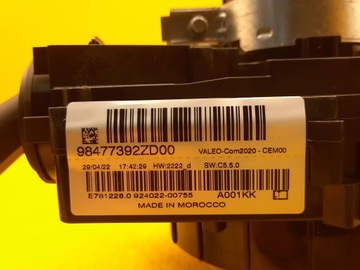 98477392ZD00
VALEO-Com2020 - CEM00
29/04/22 17:42:29 HW:2222_d SW:C5.5.0
E781228.0 924022-00755 A001KK
MADE IN MOROCCO